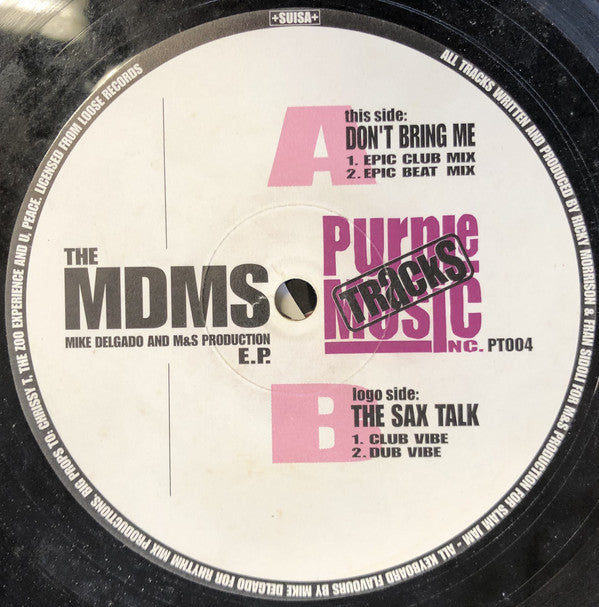 +SUISA+
ALL TRACKS WRITTEN AND PRODUCED BY RICKY MORRISON & FRAN SIDOLI FOR M&S PRODUCTION FOR SLAM JAM - ALL KEYBOARD FLAVOURS BY MIKE DELGADO FOR RHYTHM MIX PRODUCTIONS. BIG PROPS TO: CHRISSY T, THE ZOO EXPERIENCE AND U, PEACE. LICENSED FROM LOOSE RECORDS
A
this side:
DON'T BRING ME
1. EPIC CLUB MIX
2. EPIC BEAT MIX
THE
MDMS
MIKE DELGADO AND M&S PRODUCTION
E.P.
PURPLE
TRACKS
MUSIC
INC. PT004
B
logo side:
THE SAX TALK
1. CLUB VIBE
2. DUB VIBE